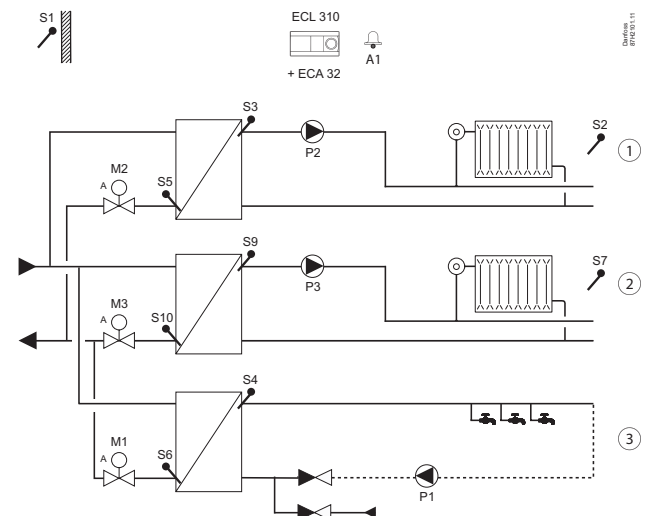 S1
ECL 310
A1
+ ECA 32
Danfoss
87H2101.11
S3
P2
S2
1
M2
A
S5
S9
P3
S7
2
M3
A
S10
S4
3
M1
A
S6
P1